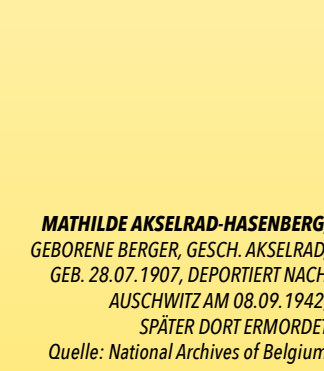 MATHILDE AKSELRAD-HASENBERG,
GEBORENE BERGER, GESCH. AKSELRAD,
GEB. 28.07.1907, DEPORTIERT NACH
AUSCHWITZ AM 08.09.1942,
SPÄTER DORT ERMORDET
Quelle: National Archives of Belgium